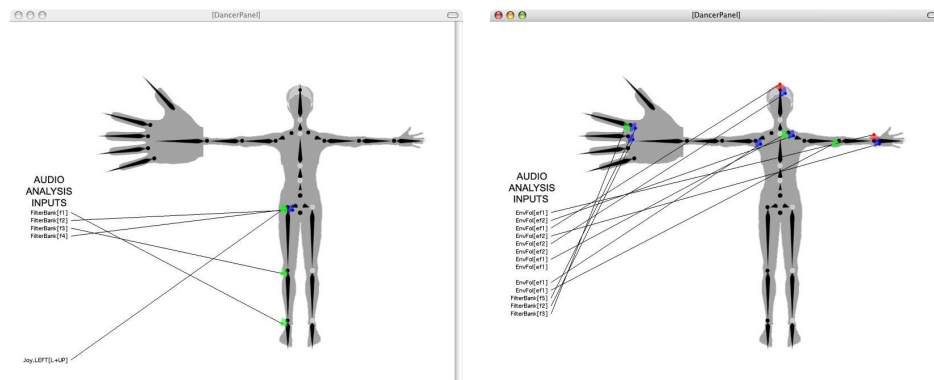 [DancerPanel]
AUDIO
ANALYSIS
INPUTS
FilterBank[f1]
FilterBank[f2]
FilterBank[f3]
FilterBank[f4]
Joy.LEFT[L+UP]
[DancerPanel]
AUDIO
ANALYSIS
INPUTS
EnvFol[ef1]
EnvFol[ef2]
EnvFol[ef1]
EnvFol[ef2]
EnvFol[ef2]
EnvFol[ef1]
EnvFol[ef1]
EnvFol[ef1]
EnvFol[ef1]
FilterBank[f5]
FilterBank[f2]
FilterBank[f3]